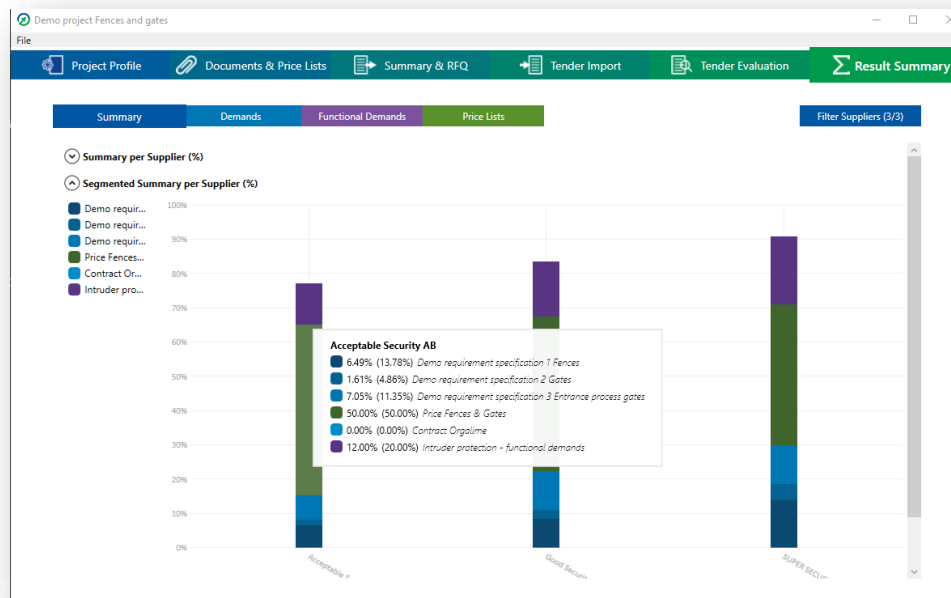 Demo project Fences and gates
File
Project Profile
Documents & Price Lists
Summary & RFQ
Tender Import
Tender Evaluation
Result Summary
Summary
Demands
Functional Demands
Price Lists
Filter Suppliers (3/3)
Summary per Supplier (%)
Segmented Summary per Supplier (%)
Demo requir...
Demo requir...
Demo requir...
Price Fences...
Contract Or...
Intruder pro...
100%
90%
80%
70%
60%
50%
40%
30%
20%
10%
0%
Acceptable Security AB
6.49% (13.78%) Demo requirement specification 1 Fences
1.61% (4.86%) Demo requirement specification 2 Gates
7.05% (11.35%) Demo requirement specification 3 Entrance process gates
50.00% (50.00%) Price Fences & Gates
0.00% (0.00%) Contract Orgalime
12.00% (20.00%) Intruder protection - functional demands
Acceptable
Good
SUPER